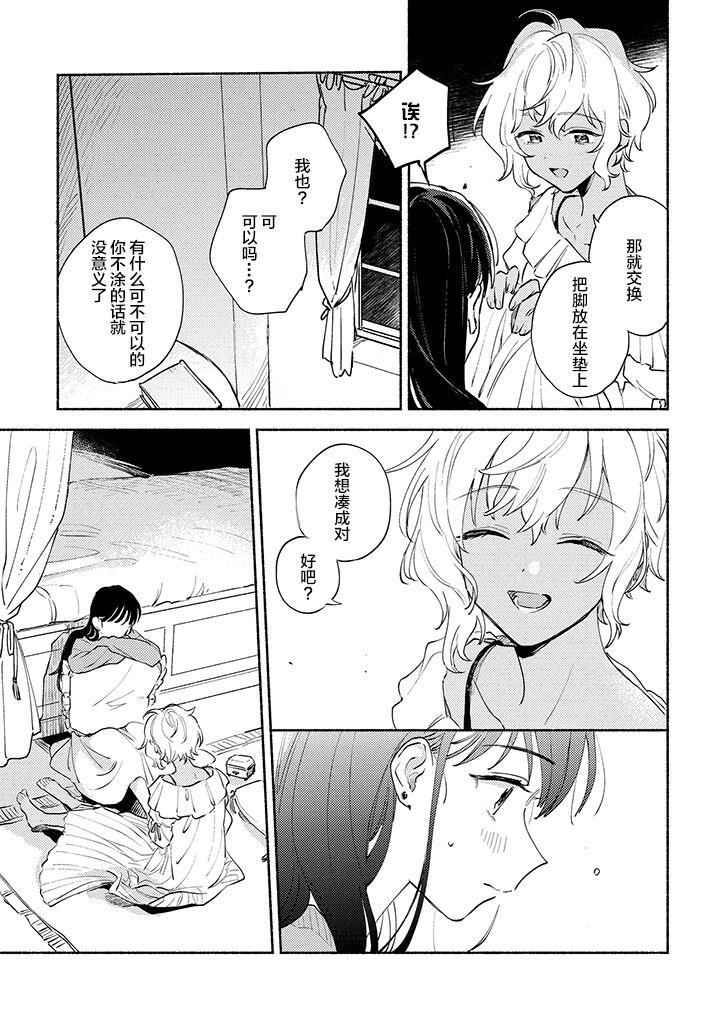 那就交换
把脚放在坐垫上
诶
!?
我也？
可
可以吗…？
有什么可不可以的
你不涂的话就
没意义了
我想凑成对
好吧？